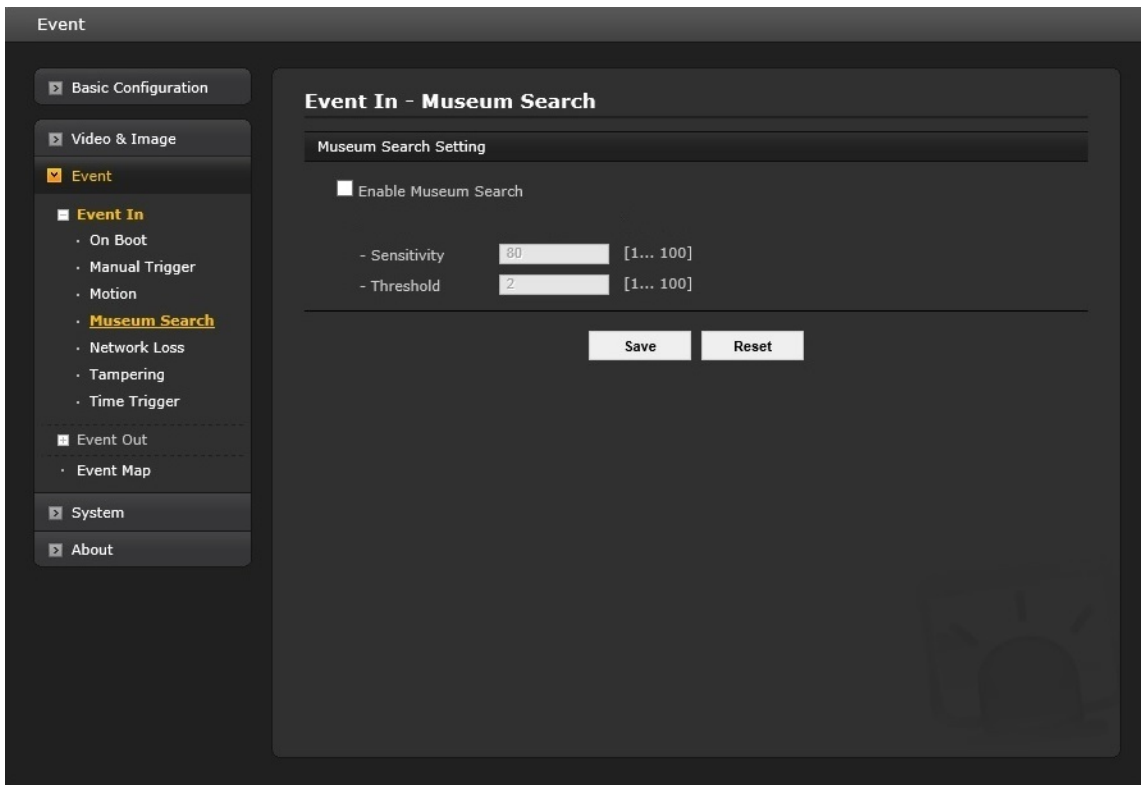 Event
Basic Configuration
Video & Image
Event
Event In
· On Boot
· Manual Trigger
· Motion
· Museum Search
· Network Loss
· Tampering
· Time Trigger
Event Out
· Event Map
System
About
Event In - Museum Search
Museum Search Setting
Enable Museum Search
- Sensitivity 80 [1... 100]
- Threshold 2 [1... 100]
Save Reset